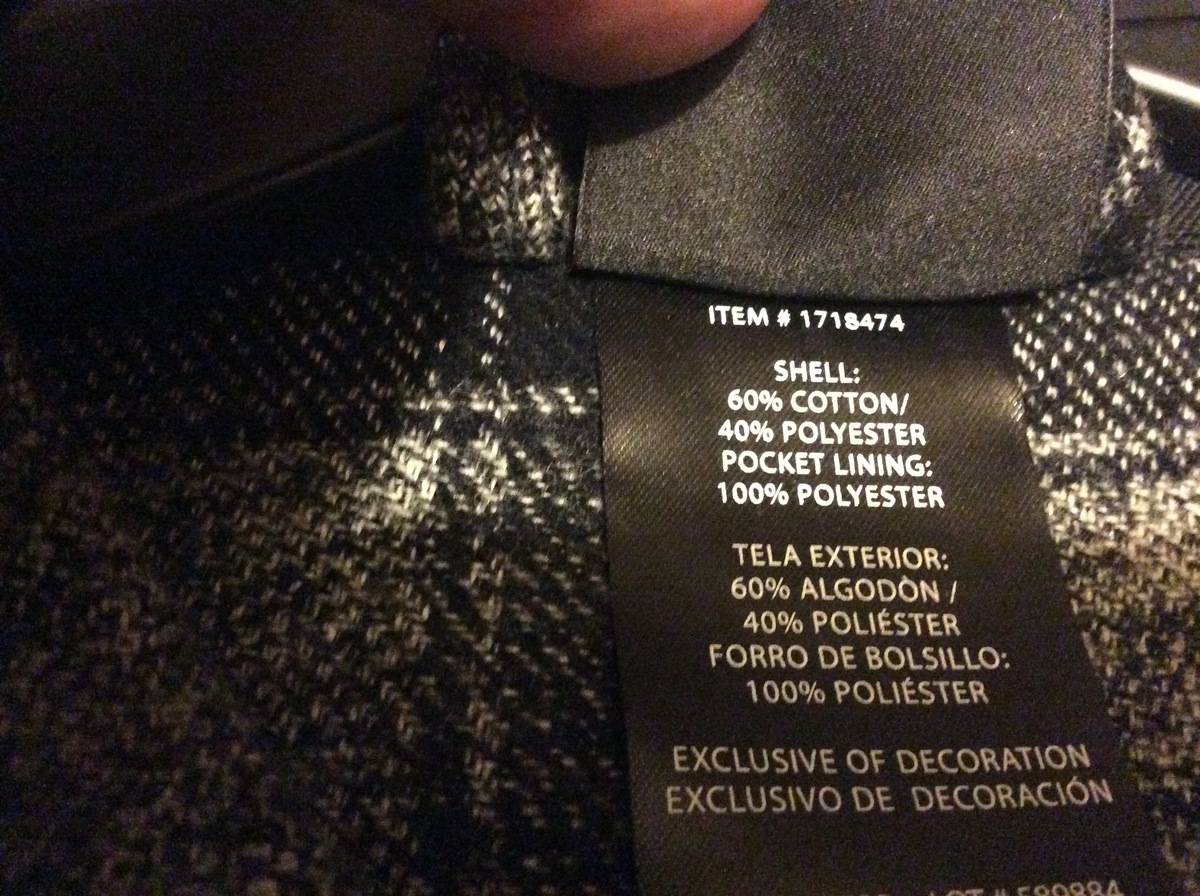 ITEM # 1718474
SHELL:
60% COTTON/
40% POLYESTER
POCKET LINING:
100% POLYESTER
TELA EXTERIOR:
60% ALGODÒN /
40% POLIÉSTER
FORRO DE BOLSILLO:
100% POLIÉSTER
EXCLUSIVE OF DECORATION
EXCLUSIVO DE DECORACIÓN
LOT #